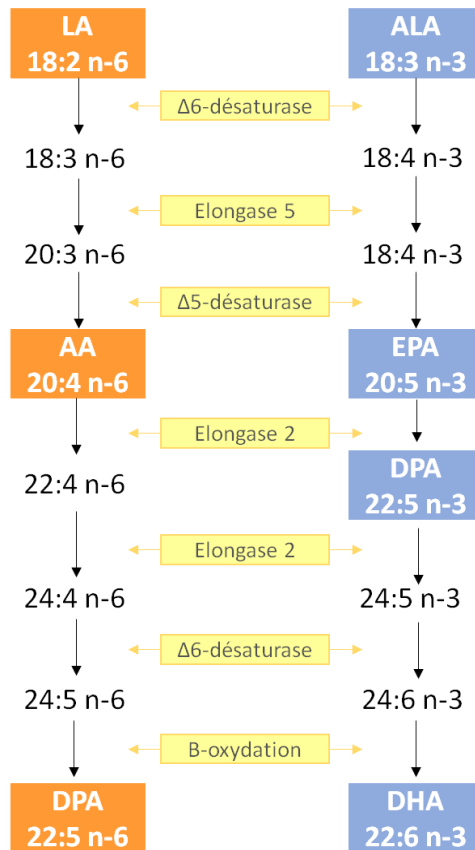 LA
18:2 n-6
ALA
18:3 n-3
Δ6-désaturase
18:3 n-6
18:4 n-3
Elongase 5
20:3 n-6
18:4 n-3
Δ5-désaturase
AA
20:4 n-6
EPA
20:5 n-3
Elongase 2
22:4 n-6
DPA
22:5 n-3
Elongase 2
24:4 n-6
24:5 n-3
Δ6-désaturase
24:5 n-6
24:6 n-3
B-oxydation
DPA
22:5 n-6
DHA
22:6 n-3